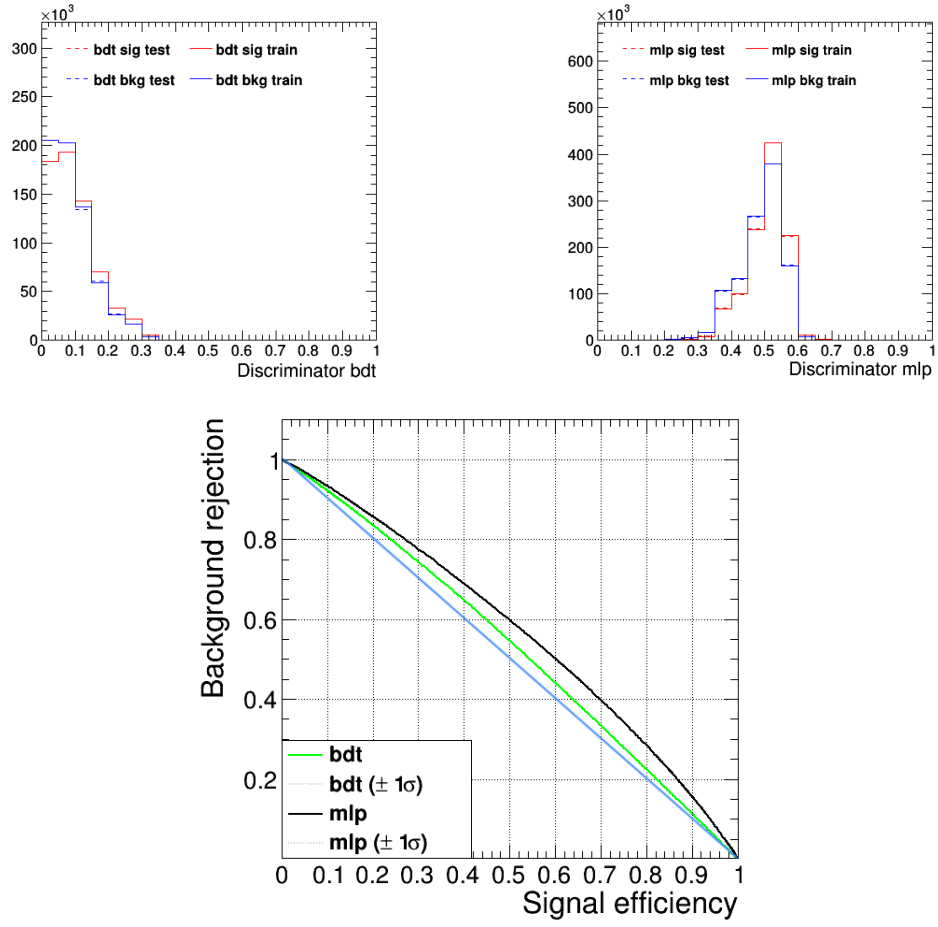 ×10³
300
250
200
150
100
50
0
bdt sig test
bdt sig train
bdt bkg test
bdt bkg train
0 0.1 0.2 0.3 0.4 0.5 0.6 0.7 0.8 0.9 1
Discriminator bdt
×10³
600
500
400
300
200
100
0
mlp sig test
mlp sig train
mlp bkg test
mlp bkg train
0 0.1 0.2 0.3 0.4 0.5 0.6 0.7 0.8 0.9 1
Discriminator mlp
Background rejection
1
0.8
0.6
0.4
0.2
bdt
bdt (± 1σ)
mlp
mlp (± 1σ)
0 0.1 0.2 0.3 0.4 0.5 0.6 0.7 0.8 0.9 1
Signal efficiency